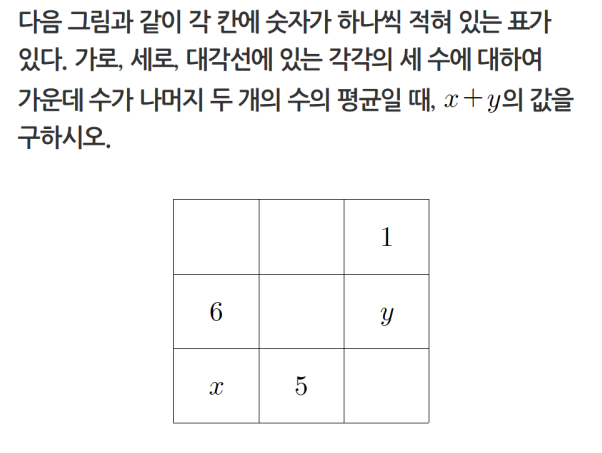 다음 그림과 같이 각 칸에 숫자가 하나씩 적혀 있는 표가
있다. 가로, 세로, 대각선에 있는 각각의 세 수에 대하여
가운데 수가 나머지 두 개의 수의 평균일 때, x+y의 값을
구하시오.
1
6 y
x 5